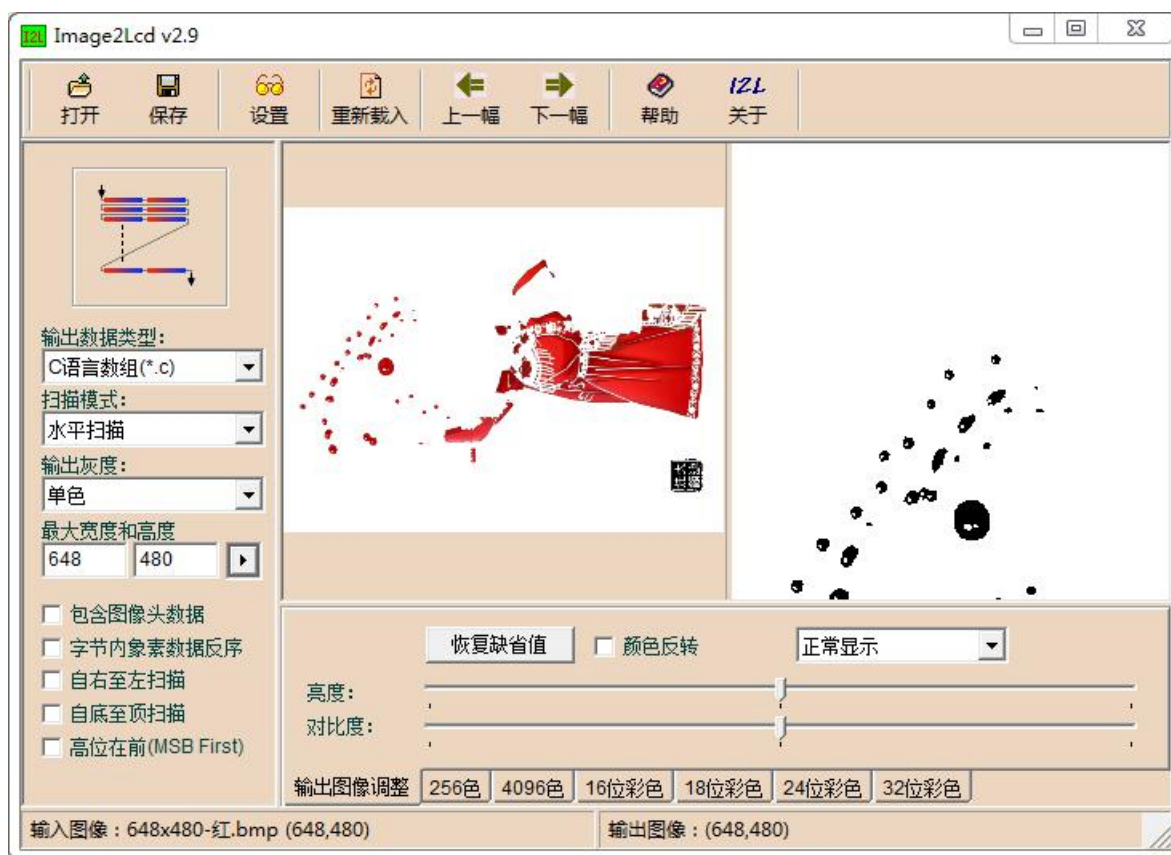 I2L Image2Lcd v2.9
打开 保存 设置 重新载入 上一幅 下一幅 帮助 I2L 关于
输出数据类型:
C语言数组(*.c)
扫描模式:
水平扫描
输出灰度:
单色
最大宽度和高度
648 480
包含图像头数据
字节内象素数据反序
自右至左扫描
自底至顶扫描
高位在前(MSB First)
恢复缺省值 颜色反转 正常显示
亮度:
对比度:
输出图像调整 256色 4096色 16位彩色 18位彩色 24位彩色 32位彩色
输入图像:648x480-红.bmp (648,480) 输出图像:(648,480)